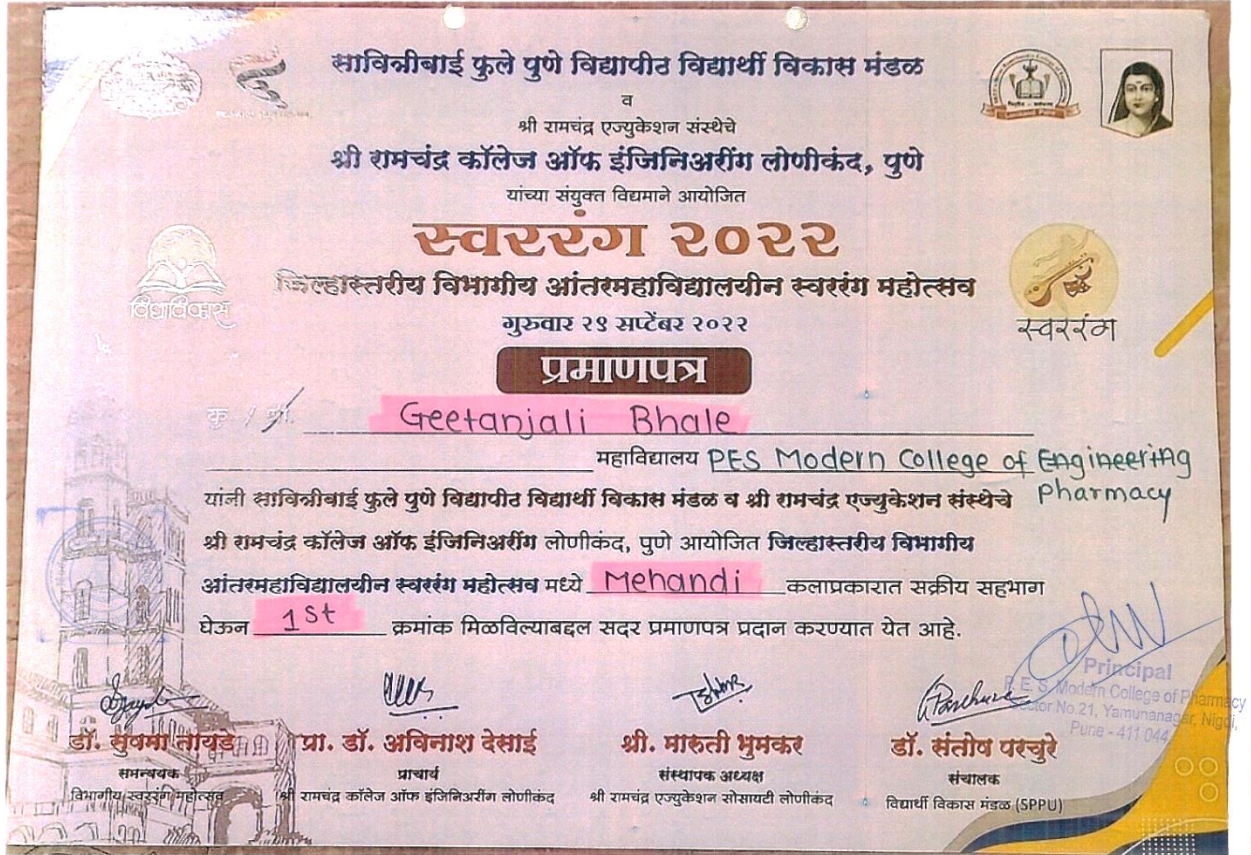 सावित्रीबाई फुले पुणे विद्यापीठ विद्यार्थी विकास मंडळ
व
श्री रामचंद्र एज्युकेशन संस्थेचे
श्री रामचंद्र कॉलेज ऑफ इंजिनिअरींग लोणीकंद, पुणे
यांच्या संयुक्त विद्यमाने आयोजित
स्वररंग २०२२
जिल्हास्तरीय विभागीय आंतरमहाविद्यालयीन स्वररंग महोत्सव
विद्याविकास
गुरुवार २९ सप्टेंबर २०२२
स्वररंग
प्रमाणपत्र
कु / श्री. Geetanjali Bhale
महाविद्यालय PES Modern College of Engineering
Pharmacy
यांनी सावित्रीबाई फुले पुणे विद्यापीठ विद्यार्थी विकास मंडळ व श्री रामचंद्र एज्युकेशन संस्थेचे
श्री रामचंद्र कॉलेज ऑफ इंजिनिअरींग लोणीकंद, पुणे आयोजित जिल्हास्तरीय विभागीय
आंतरमहाविद्यालयीन स्वररंग महोत्सव मध्ये Mehandi कलाप्रकारात सक्रीय सहभाग
घेऊन 1st क्रमांक मिळविल्याबद्दल सदर प्रमाणपत्र प्रदान करण्यात येत आहे.
Principal
P. E. S. Modern College of Pharmacy
Sector No.21, Yamunanagar, Nigdi,
Pune - 411 044
डॉ. सुषमा तायडे प्रा. डॉ. अविनाश देसाई श्री. मारुती भुमकर डॉ. संतोष परचुरे
समन्वयक प्राचार्य संस्थापक अध्यक्ष संचालक
विभागीय स्वररंग महोत्सव श्री रामचंद्र कॉलेज ऑफ इंजिनिअरींग लोणीकंद श्री रामचंद्र एज्युकेशन सोसायटी लोणीकंद विद्यार्थी विकास मंडळ (SPPU)